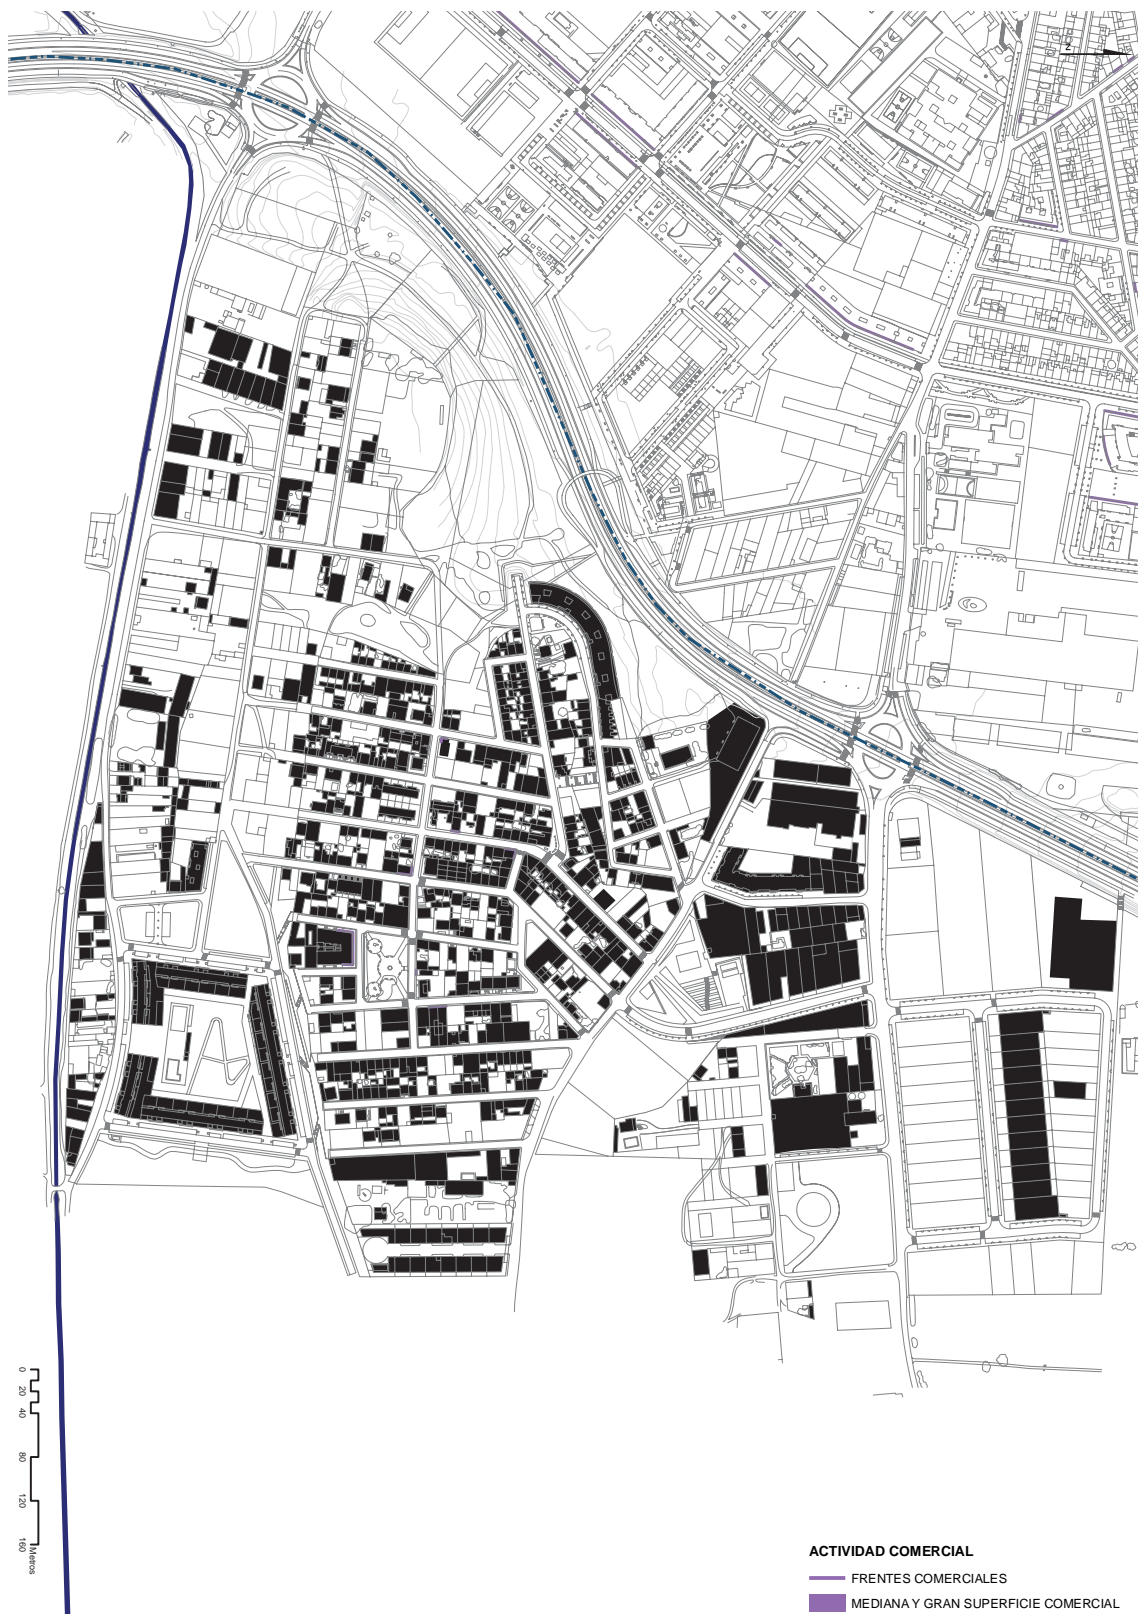 z
0
20
40
80
120
160
Metros
ACTIVIDAD COMERCIAL
FRENTES COMERCIALES
MEDIANA Y GRAN SUPERFICIE COMERCIAL